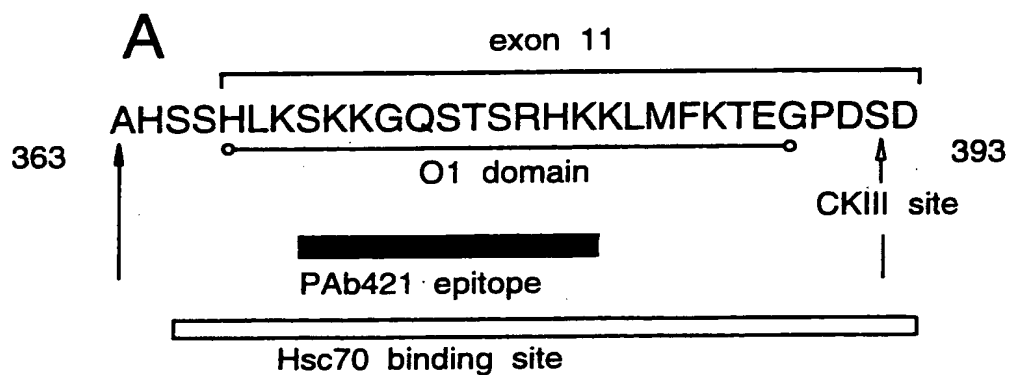 A
exon 11
AHSSHLKSKKGQSTSRHKKLMFKTEGPDSD
363
393
O1 domain
CKIII site
PAb421 epitope
Hsc70 binding site